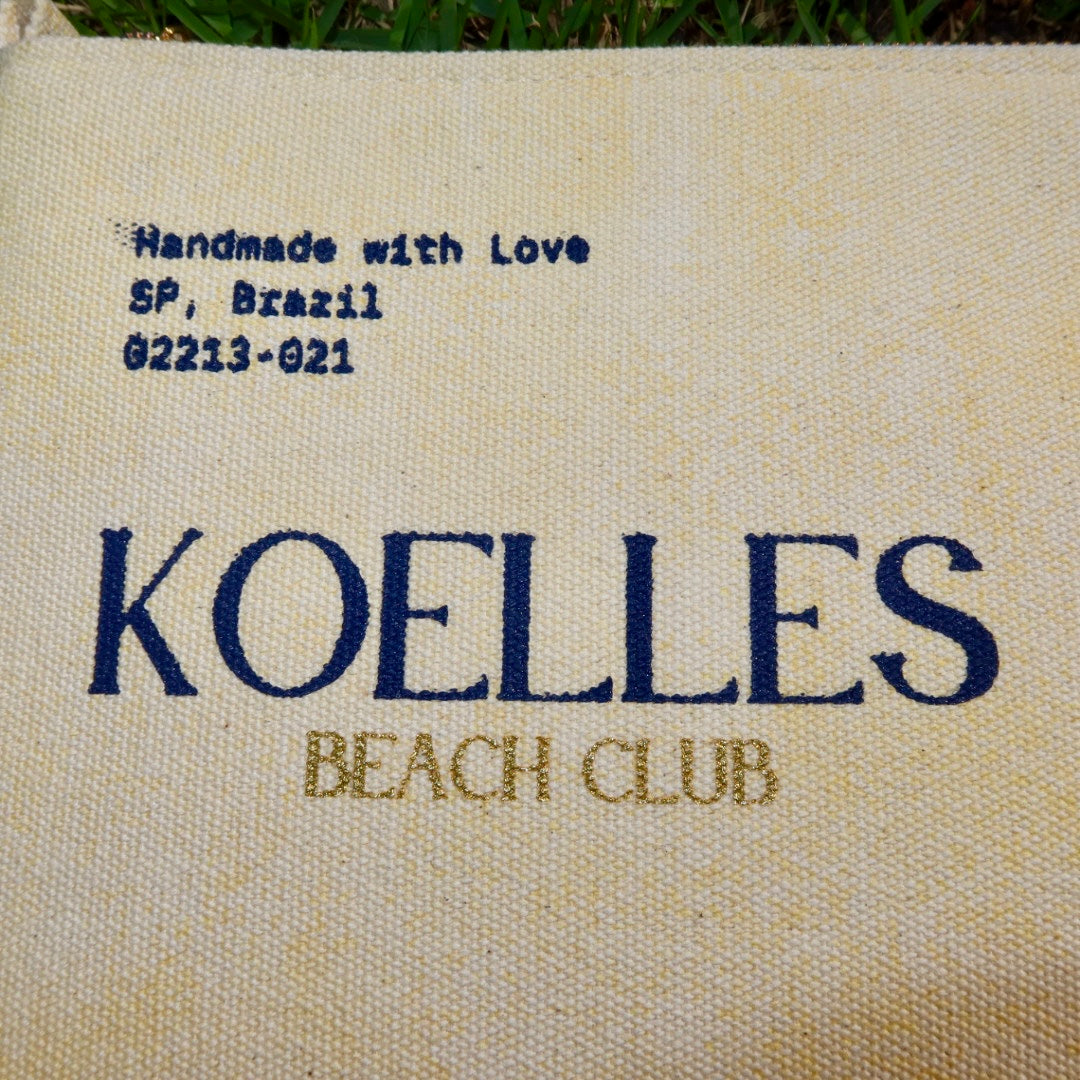 Handmade with Love
SP, Brazil
02213-021
KOELLES
BEACH CLUB